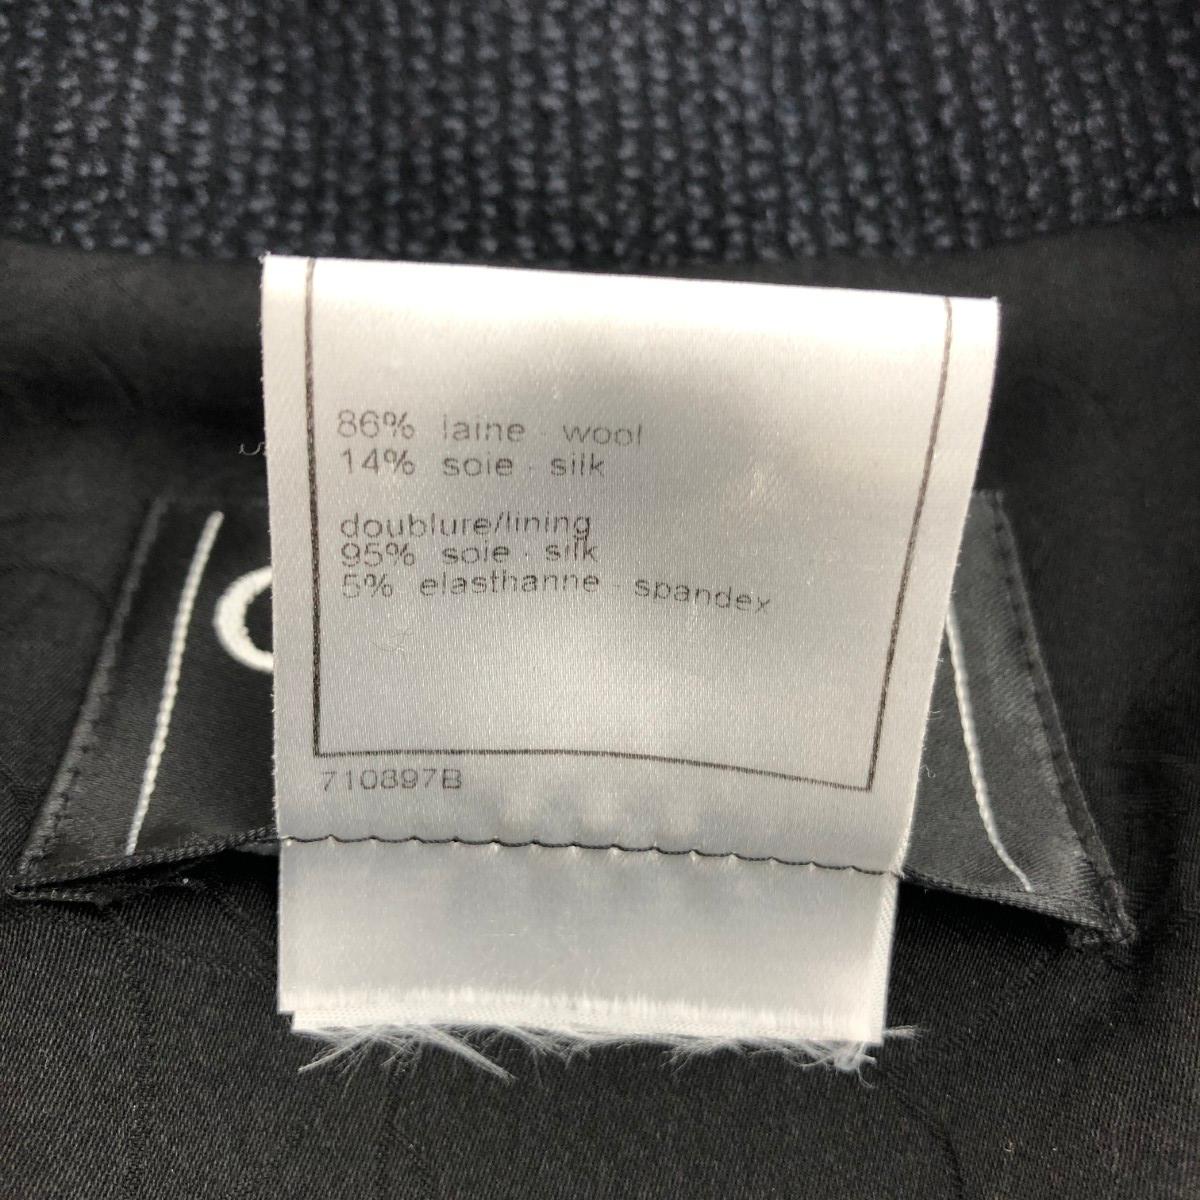 86% laine - wool
14% soie - silk
doublure/lining
95% soie - silk
5% elasthanne - spandex
710897B